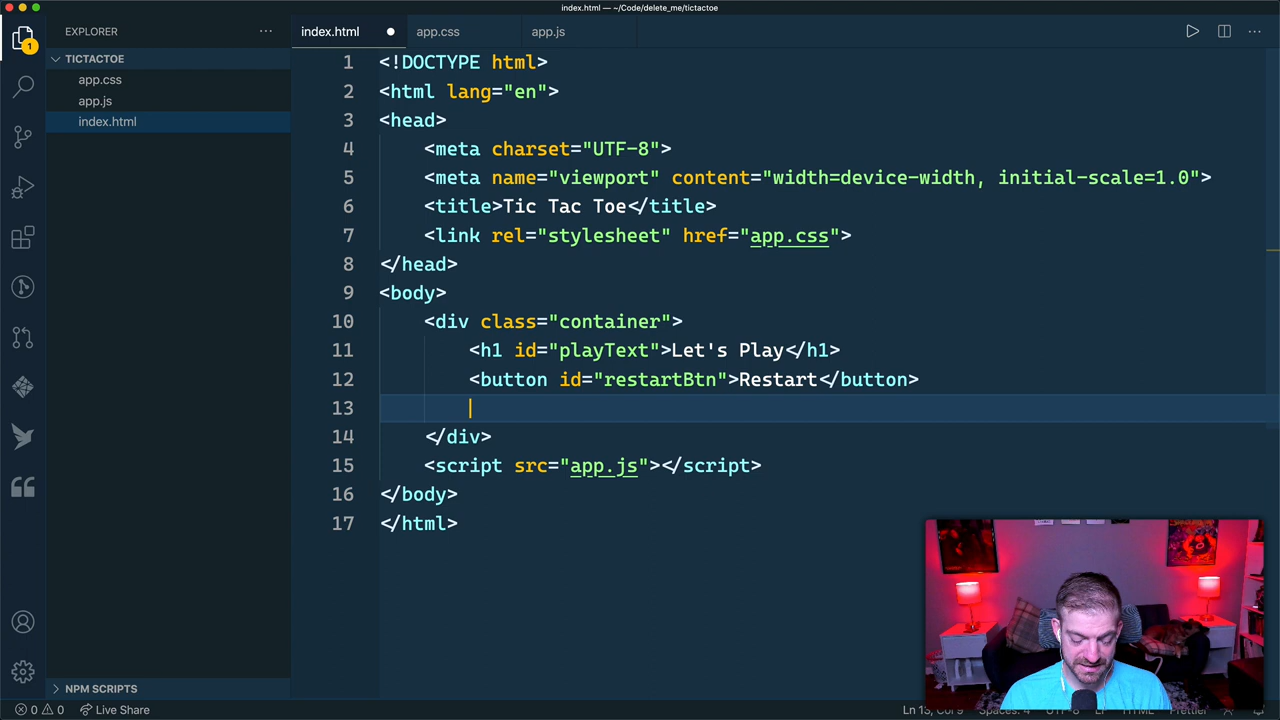 index.html — ~/Code/delete_me/tictactoe
EXPLORER
index.html
app.css
app.js
1
TICTACTOE
app.css
app.js
index.html
1 <!DOCTYPE html>
2 <html lang="en">
3 <head>
4 <meta charset="UTF-8">
5 <meta name="viewport" content="width=device-width, initial-scale=1.0">
6 <title>Tic Tac Toe</title>
7 <link rel="stylesheet" href="app.css">
8 </head>
9 <body>
10 <div class="container">
11 <h1 id="playText">Let's Play</h1>
12 <button id="restartBtn">Restart</button>
13
14 </div>
15 <script src="app.js"></script>
16 </body>
17 </html>
NPM SCRIPTS
0 0 Live Share
Ln 13, Col 9 Spaces: 4 UTF-8 LF HTML Prettier